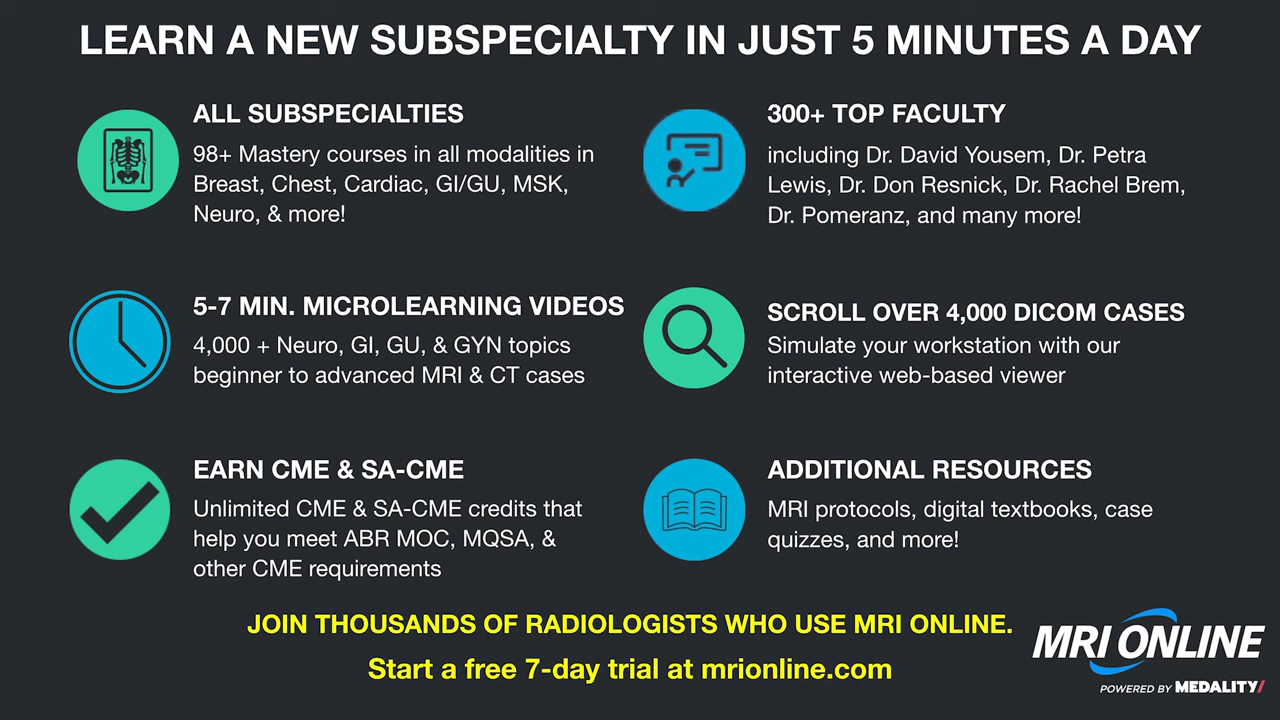 LEARN A NEW SUBSPECIALTY IN JUST 5 MINUTES A DAY
ALL SUBSPECIALTIES
98+ Mastery courses in all modalities in
Breast, Chest, Cardiac, GI/GU, MSK,
Neuro, & more!
300+ TOP FACULTY
including Dr. David Yousem, Dr. Petra
Lewis, Dr. Don Resnick, Dr. Rachel Brem,
Dr. Pomeranz, and many more!
5-7 MIN. MICROLEARNING VIDEOS
4,000 + Neuro, GI, GU, & GYN topics
beginner to advanced MRI & CT cases
SCROLL OVER 4,000 DICOM CASES
Simulate your workstation with our
interactive web-based viewer
EARN CME & SA-CME
Unlimited CME & SA-CME credits that
help you meet ABR MOC, MQSA, &
other CME requirements
ADDITIONAL RESOURCES
MRI protocols, digital textbooks, case
quizzes, and more!
JOIN THOUSANDS OF RADIOLOGISTS WHO USE MRI ONLINE.
Start a free 7-day trial at mrionline.com
MRI ONLINE
POWERED BY MEDALITY/